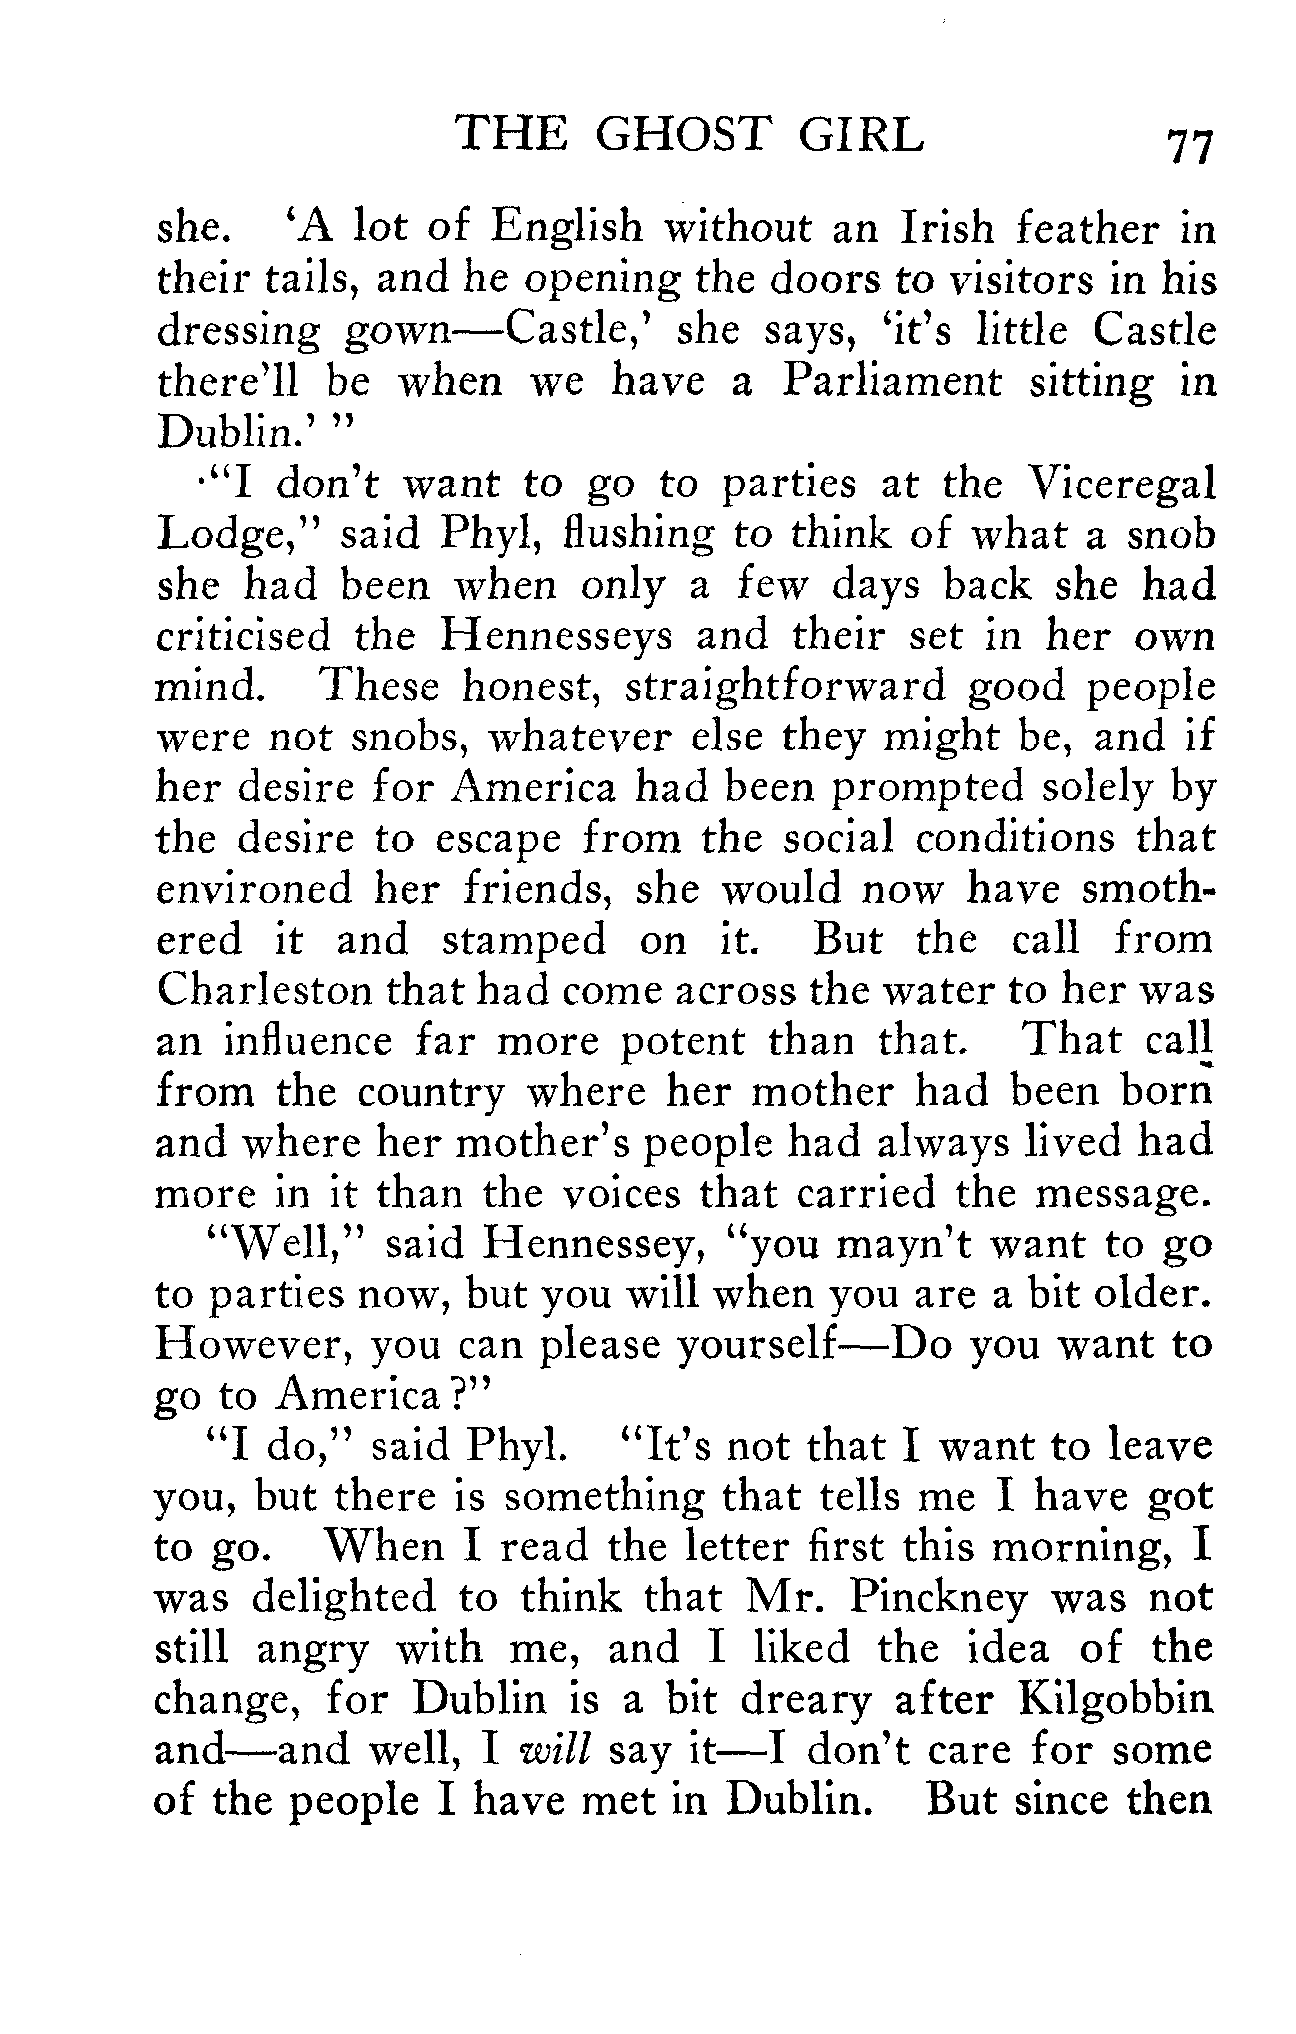 THE GHOST GIRL 77
she. ‘A lot of English without an Irish feather in
their tails, and he opening the doors to visitors in his
dressing gown—Castle,’ she says, ‘it’s little Castle
there’ll be when we have a Parliament sitting in
Dublin.’ ”
“I don’t want to go to parties at the Viceregal
Lodge,” said Phyl, flushing to think of what a snob
she had been when only a few days back she had
criticised the Hennesseys and their set in her own
mind. These honest, straightforward good people
were not snobs, whatever else they might be, and if
her desire for America had been prompted solely by
the desire to escape from the social conditions that
environed her friends, she would now have smoth-
ered it and stamped on it. But the call from
Charleston that had come across the water to her was
an influence far more potent than that. That call
from the country where her mother had been born
and where her mother’s people had always lived had
more in it than the voices that carried the message.
“Well,” said Hennessey, “you mayn’t want to go
to parties now, but you will when you are a bit older.
However, you can please yourself—Do you want to
go to America?”
“I do,” said Phyl. “It’s not that I want to leave
you, but there is something that tells me I have got
to go. When I read the letter first this morning, I
was delighted to think that Mr. Pinckney was not
still angry with me, and I liked the idea of the
change, for Dublin is a bit dreary after Kilgobbin
and—and well, I will say it—I don’t care for some
of the people I have met in Dublin. But since then